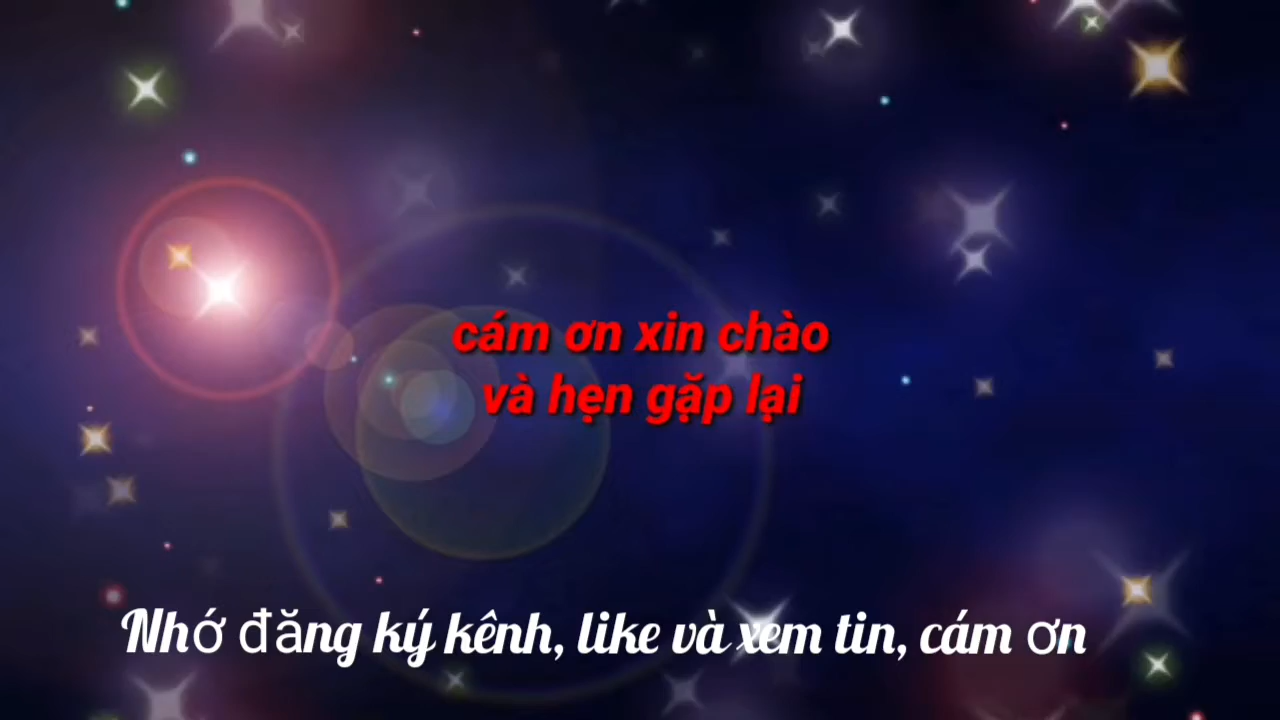 cám ơn xin chào
và hẹn gặp lại
Nhớ đăng ký kênh, like và xem tin, cám ơn